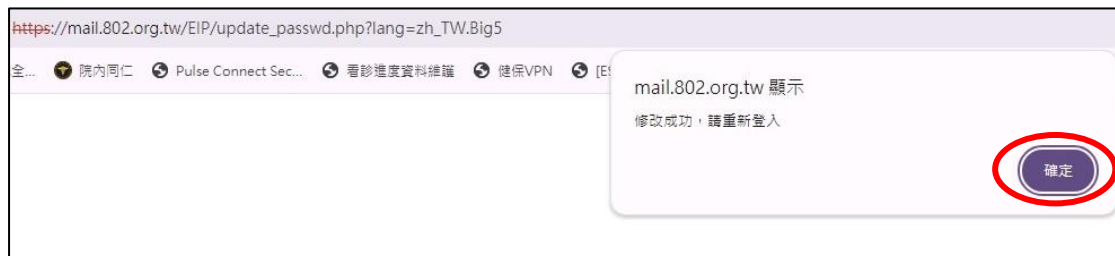 https://mail.802.org.tw/EIP/update_passwd.php?lang=zh_TW.Big5
全... 院內同仁 Pulse Connect Sec... 看診進度資料維護 健保VPN [E
mail.802.org.tw 顯示
修改成功，請重新登入
確定